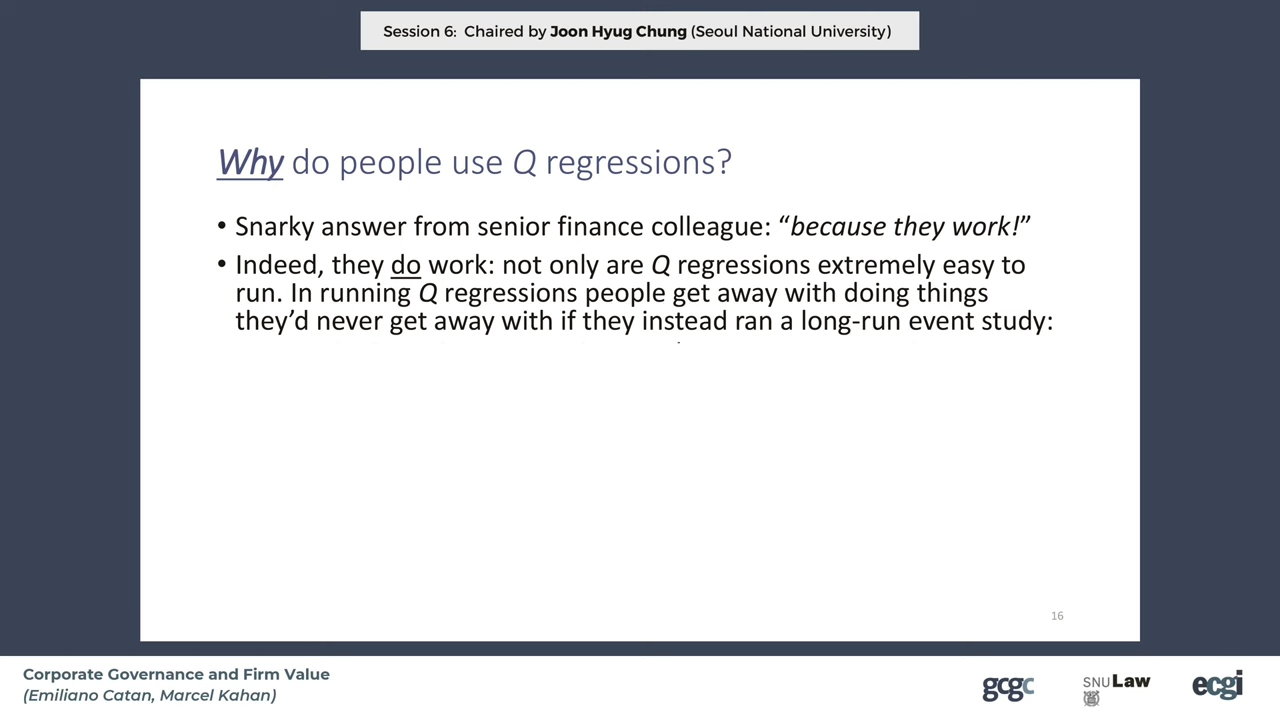 Session 6: Chaired by Joon Hyug Chung (Seoul National University)
Why do people use Q regressions?
• Snarky answer from senior finance colleague: “because they work!”
• Indeed, they do work: not only are Q regressions extremely easy to
run. In running Q regressions people get away with doing things
they’d never get away with if they instead ran a long-run event study:
16
Corporate Governance and Firm Value
(Emiliano Catan, Marcel Kahan)
gcgc
SNU Law
ecgi